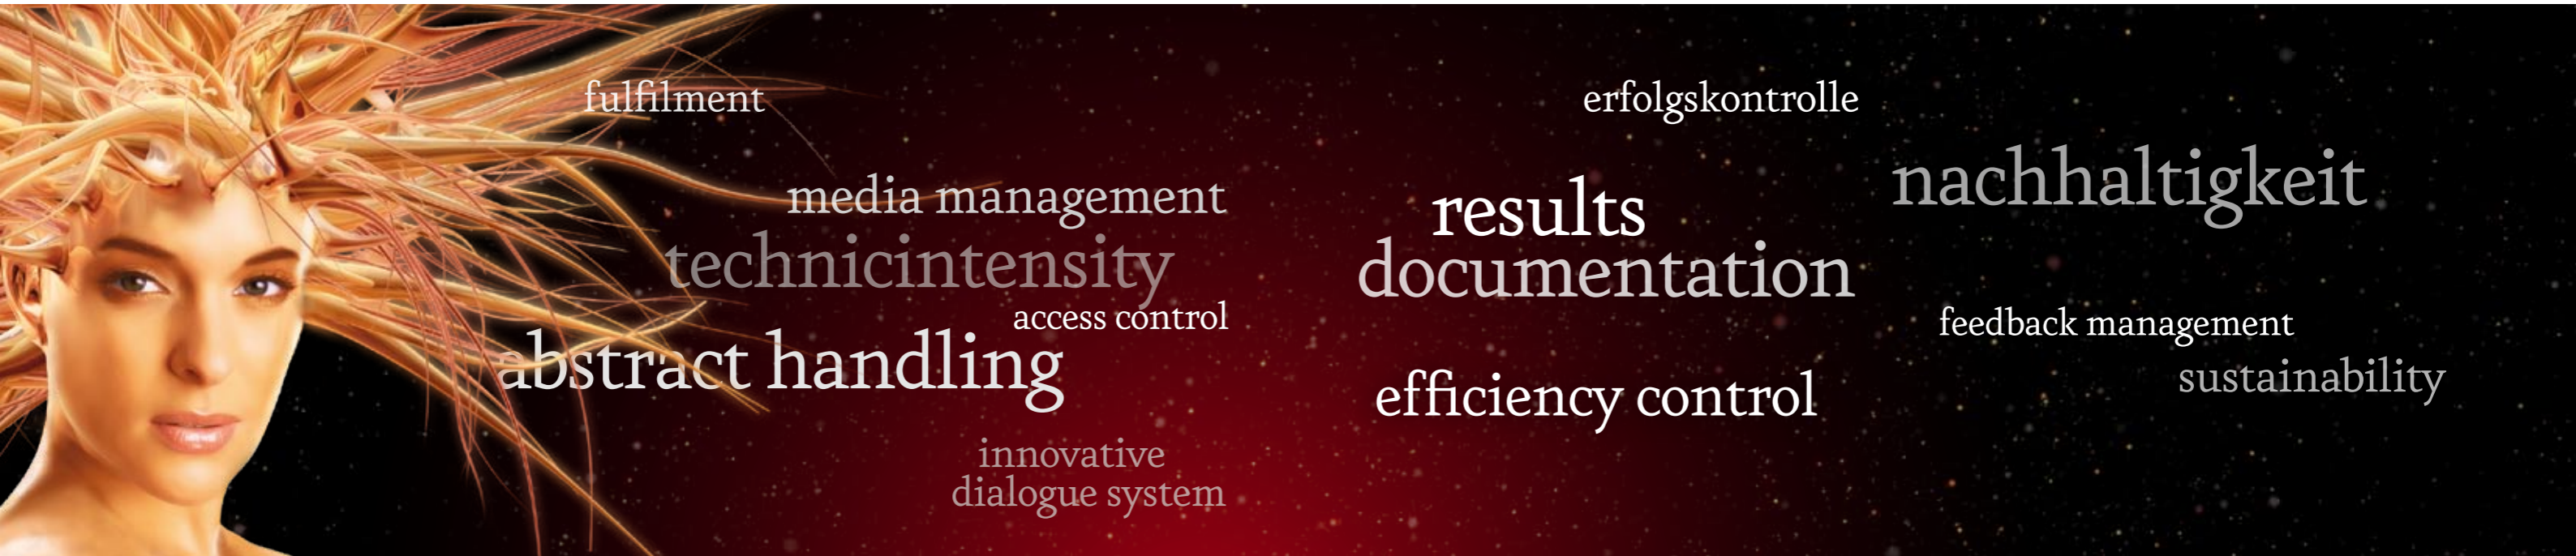 fulfilment
erfolgskontrolle
nachhaltigkeit
media management
results
documentation
technicintensity
access control
feedback management
abstract handling
sustainability
efficiency control
innovative
dialogue system